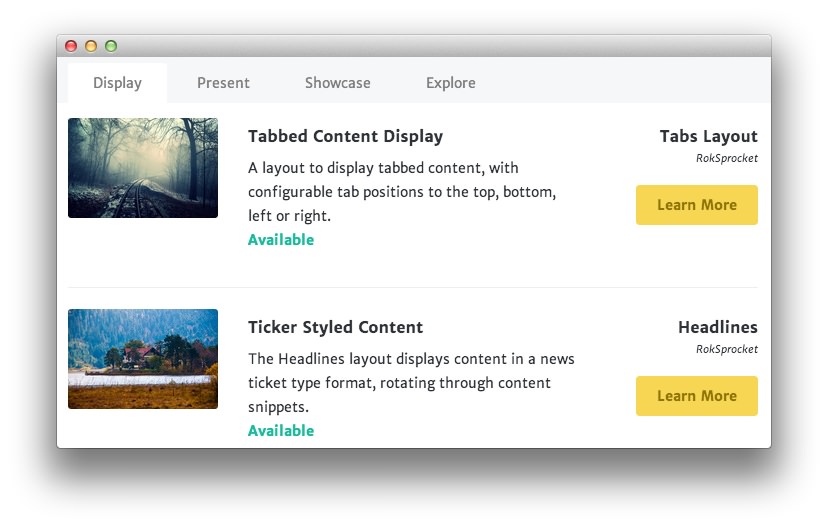 Display
Present
Showcase
Explore
Tabbed Content Display
A layout to display tabbed content, with
configurable tab positions to the top, bottom,
left or right.
Available
Tabs Layout
RokSprocket
Learn More
Ticker Styled Content
The Headlines layout displays content in a news
ticket type format, rotating through content
snippets.
Available
Headlines
RokSprocket
Learn More